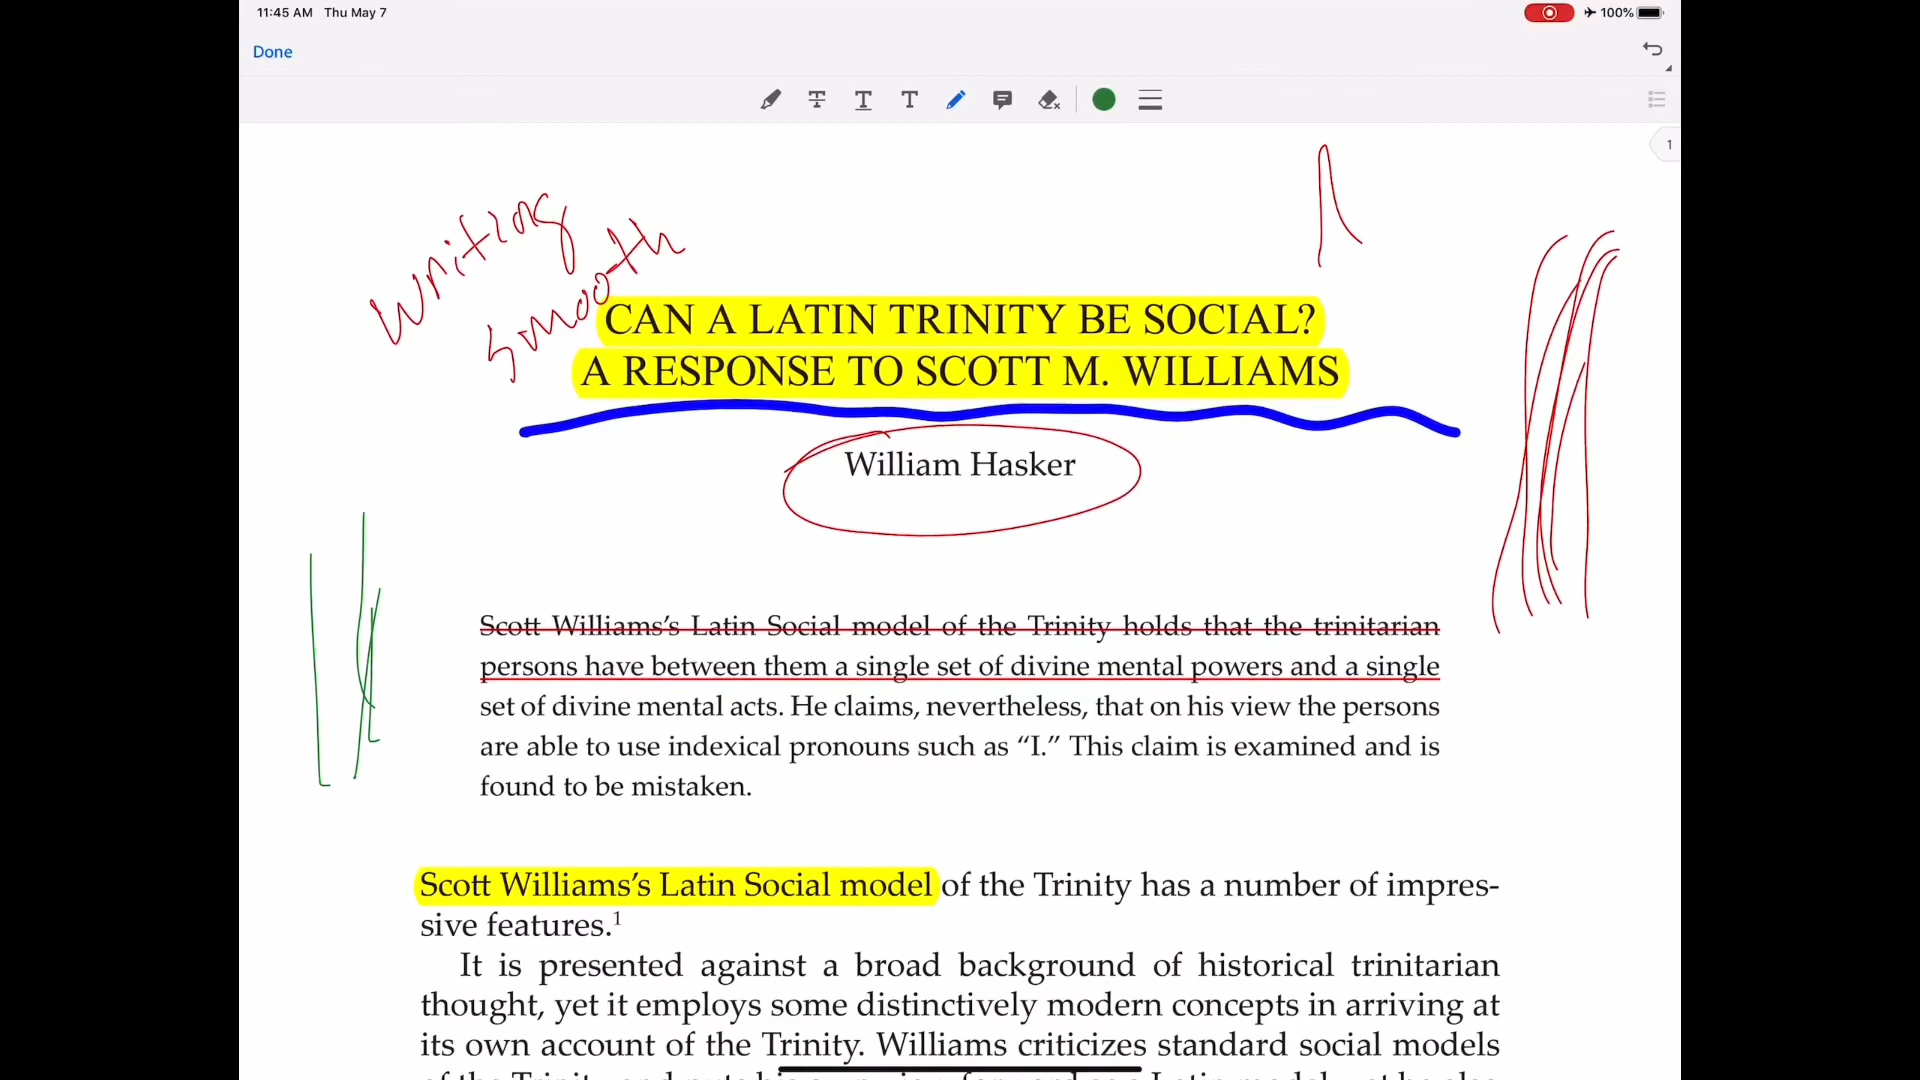 11:45 AM Thu May 7
100%
Done
1
Writing
smooth
CAN A LATIN TRINITY BE SOCIAL?
A RESPONSE TO SCOTT M. WILLIAMS
William Hasker
Scott Williams’s Latin Social model of the Trinity holds that the trinitarian
persons have between them a single set of divine mental powers and a single
set of divine mental acts. He claims, nevertheless, that on his view the persons
are able to use indexical pronouns such as “I.” This claim is examined and is
found to be mistaken.
Scott Williams’s Latin Social model of the Trinity has a number of impres-
sive features.1
It is presented against a broad background of historical trinitarian
thought, yet it employs some distinctively modern concepts in arriving at
its own account of the Trinity. Williams criticizes standard social models